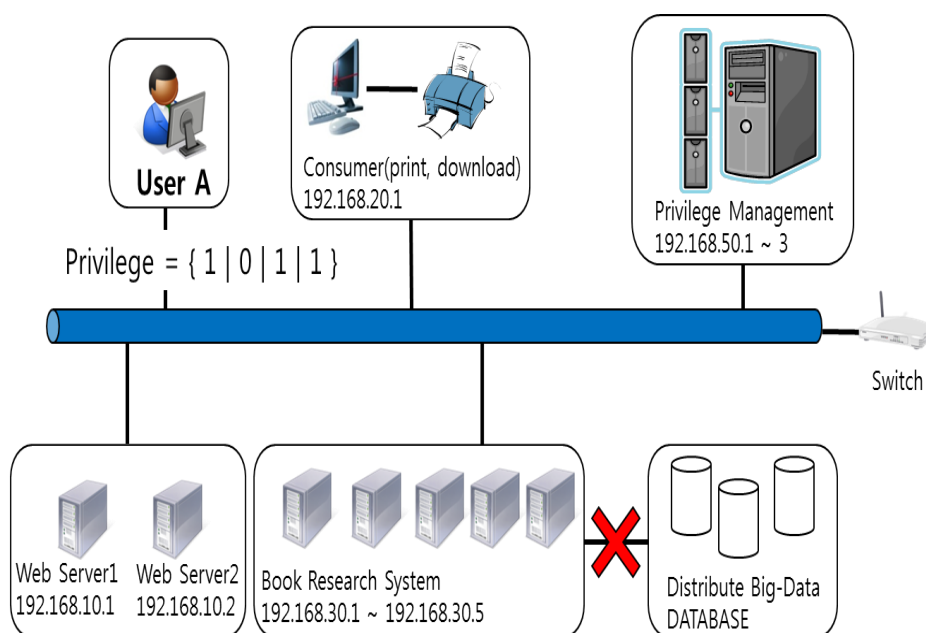 User A
Consumer(print, download)
192.168.20.1
Privilege Management
192.168.50.1 ~ 3
Privilege = { 1 | 0 | 1 | 1 }
Switch
Web Server1
192.168.10.1
Web Server2
192.168.10.2
Book Research System
192.168.30.1 ~ 192.168.30.5
Distribute Big-Data
DATABASE